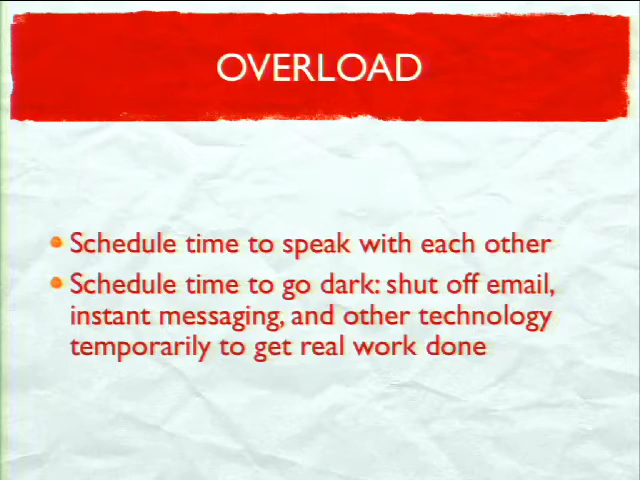 OVERLOAD
Schedule time to speak with each other
Schedule time to go dark: shut off email,
instant messaging, and other technology
temporarily to get real work done